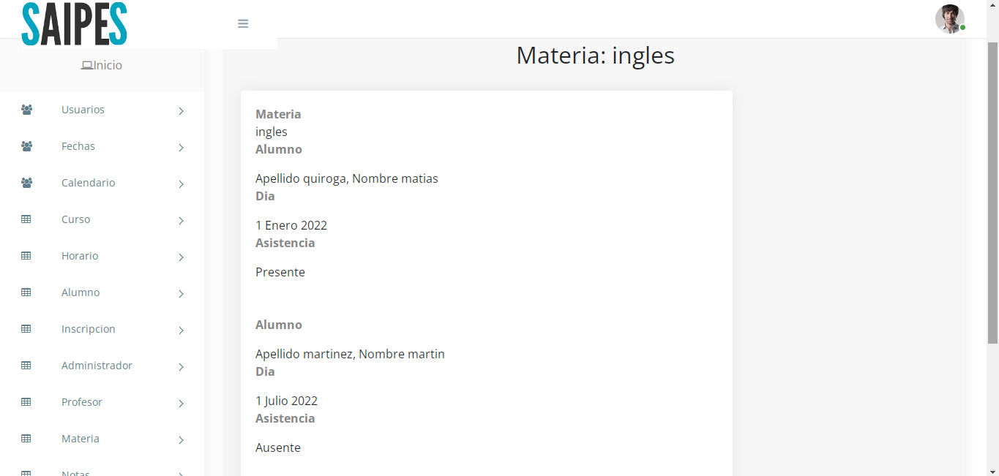 SAIPES
Inicio
Usuarios
Fechas
Calendario
Curso
Horario
Alumno
Inscripcion
Administrador
Profesor
Materia
Notas
Materia: ingles
Materia
ingles
Alumno
Apellido quiroga, Nombre matias
Dia
1 Enero 2022
Asistencia
Presente
Alumno
Apellido martinez, Nombre martin
Dia
1 Julio 2022
Asistencia
Ausente